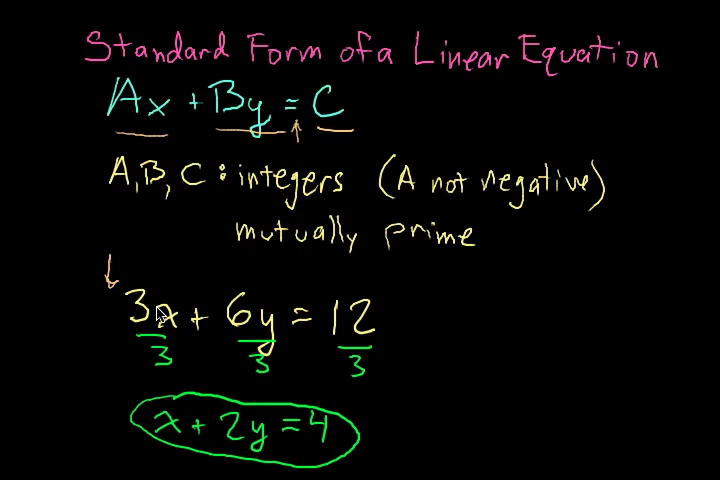 Standard Form of a Linear Equation
Ax + By = C
A, B, C : integers (A not negative)
mutually prime
3x + 6y = 12
3 3 3
x + 2y = 4